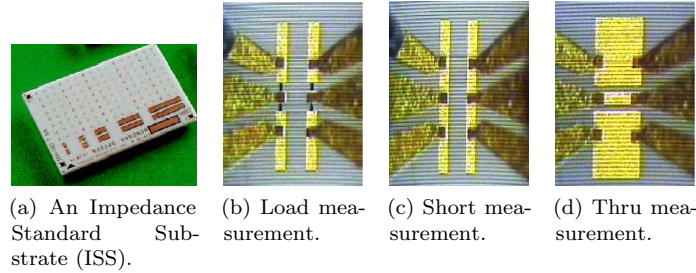 (a) An Impedance
Standard Sub-
strate (ISS).
(b) Load mea-
surement.
(c) Short mea-
surement.
(d) Thru mea-
surement.